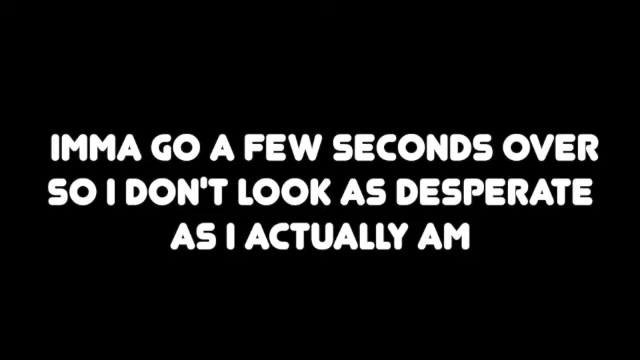 IMMA GO A FEW SECONDS OVER
SO I DON'T LOOK AS DESPERATE
AS I ACTUALLY AM